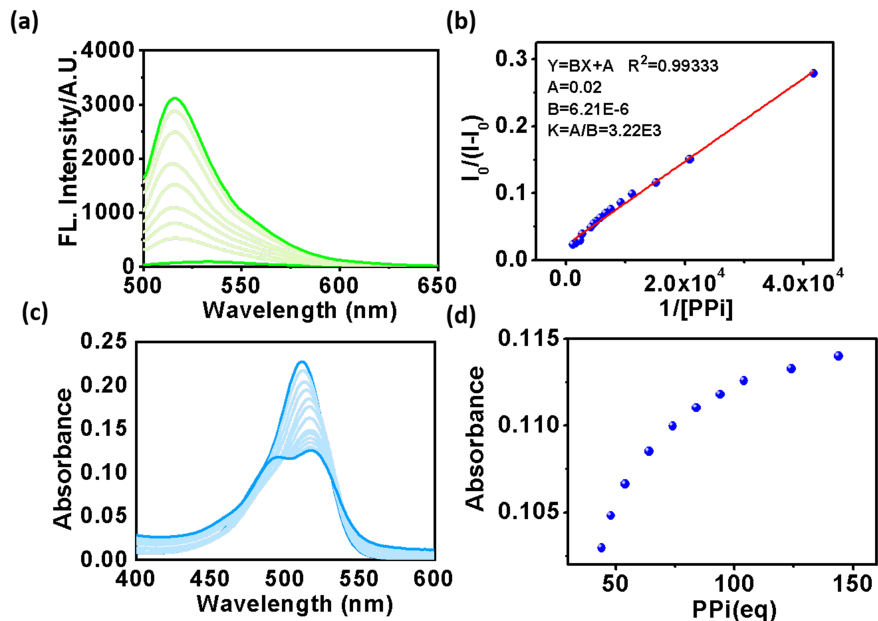 (a)
4000
3000
2000
1000
0
FL. Intensity/A.U.
500 550 600 650
Wavelength (nm)
(b)
0.3
0.2
0.1
0.0
I₀/(I-I₀)
Y=BX+A R²=0.99333
A=0.02
B=6.21E-6
K=A/B=3.22E3
0.0 2.0x10⁴ 4.0x10⁴
1/[PPi]
(c)
0.25
0.20
0.15
0.10
0.05
0.00
Absorbance
400 450 500 550 600
Wavelength (nm)
(d)
0.115
0.110
0.105
Absorbance
50 100 150
PPi(eq)